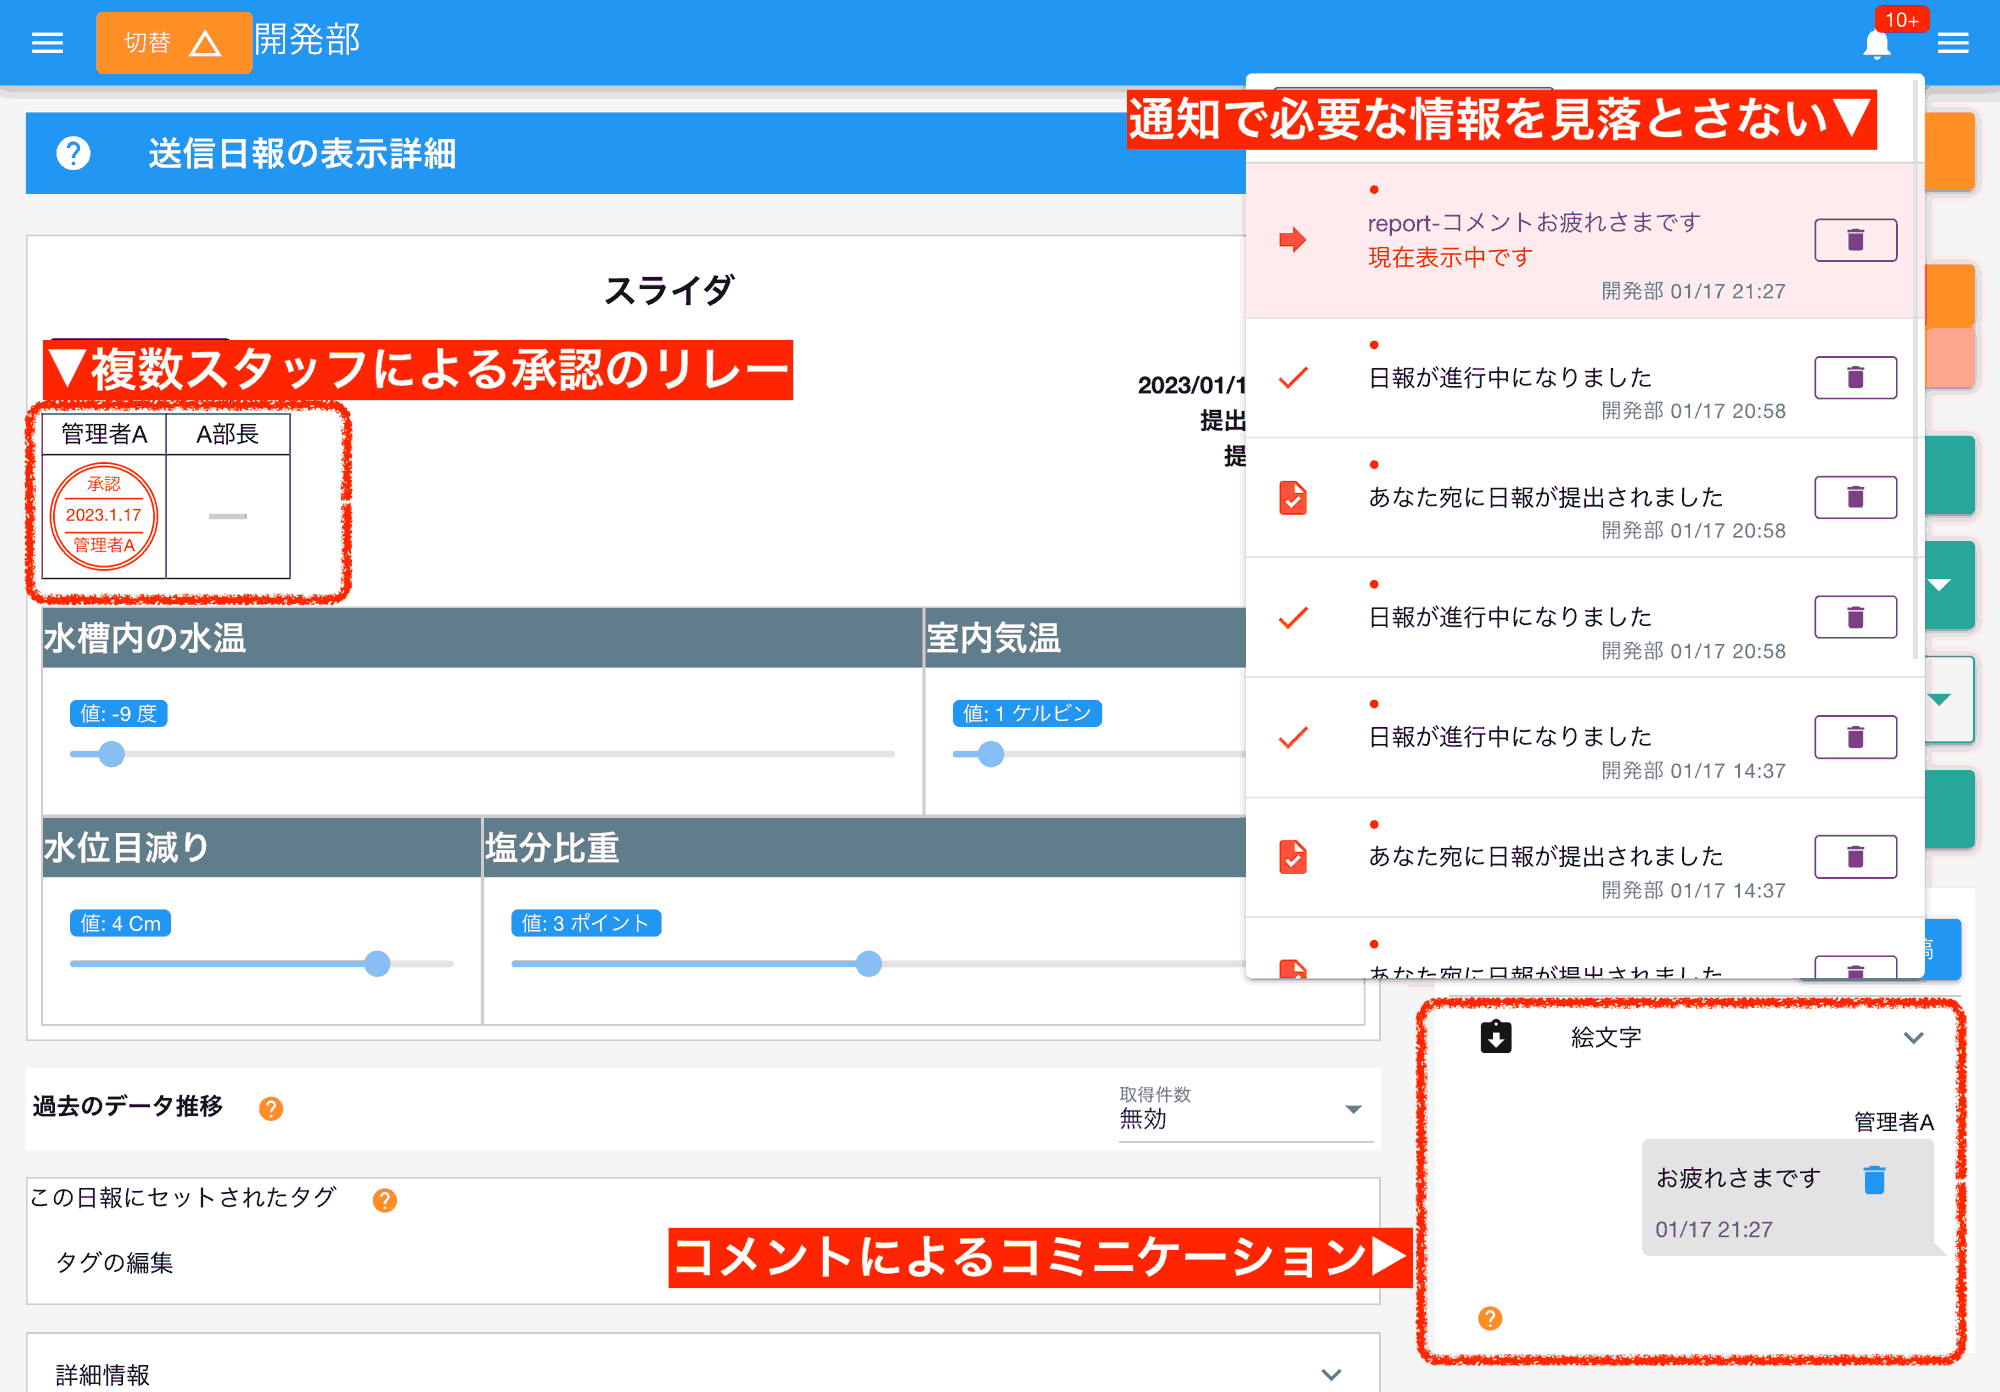 切替
開発部
10+
通知で必要な情報を見落とさない▼
送信日報の表示詳細
スライダ
▼複数スタッフによる承認のリレー
2023/01/1
提出
提
管理者A
A部長
承認
2023.1.17
管理者A
水槽内の水温
室内気温
値: -9 度
値: 1 ケルビン
水位目減り
塩分比重
値: 4 Cm
値: 3 ポイント
過去のデータ推移
取得件数
無効
この日報にセットされたタグ
タグの編集
コメントによるコミニケーション▶
詳細情報
report-コメントお疲れさまです
現在表示中です
開発部 01/17 21:27
日報が進行中になりました
開発部 01/17 20:58
あなた宛に日報が提出されました
開発部 01/17 20:58
日報が進行中になりました
開発部 01/17 20:58
日報が進行中になりました
開発部 01/17 14:37
あなた宛に日報が提出されました
開発部 01/17 14:37
あなた宛に日報が提出されました
絵文字
管理者A
お疲れさまです
01/17 21:27